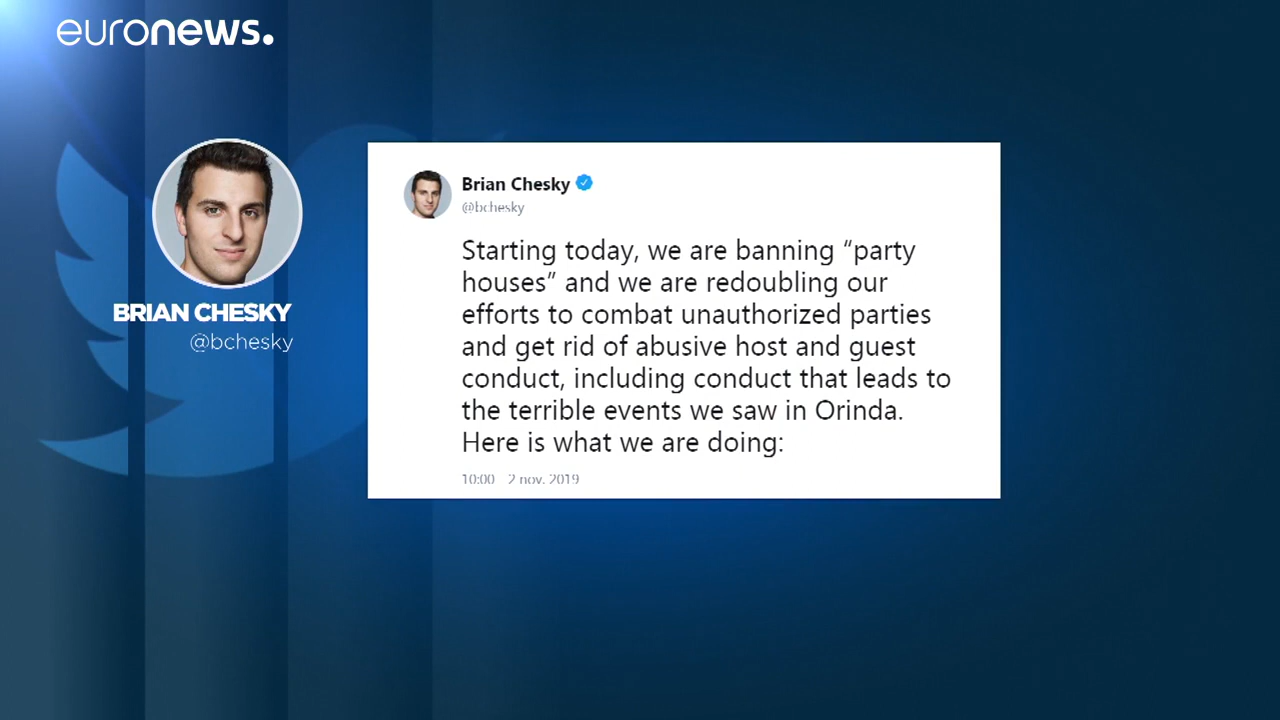 euronews.
BRIAN CHESKY
@bchesky
Brian Chesky
@bchesky
Starting today, we are banning “party
houses” and we are redoubling our
efforts to combat unauthorized parties
and get rid of abusive host and guest
conduct, including conduct that leads to
the terrible events we saw in Orinda.
Here is what we are doing:
10:00 2 nov. 2019